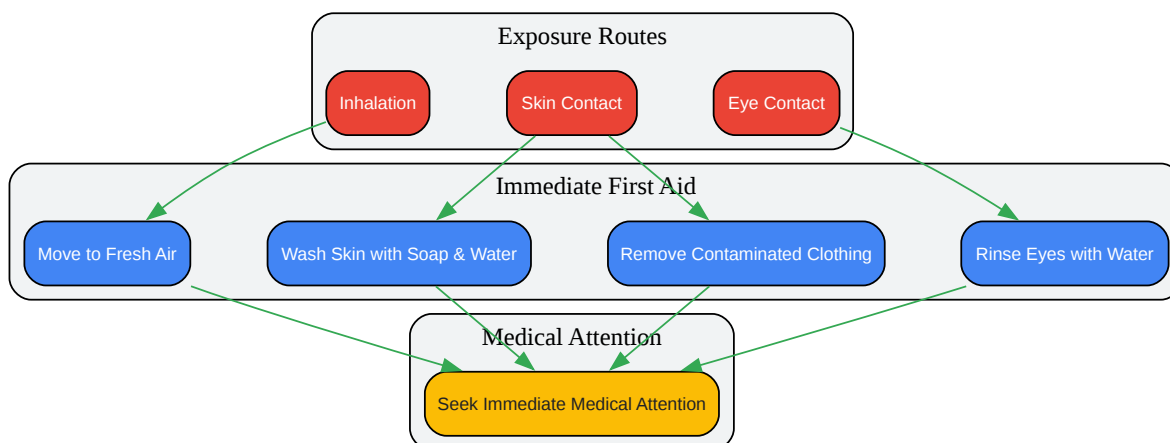 Exposure Routes
Inhalation
Skin Contact
Eye Contact
Immediate First Aid
Move to Fresh Air
Wash Skin with Soap & Water
Remove Contaminated Clothing
Rinse Eyes with Water
Medical Attention
Seek Immediate Medical Attention